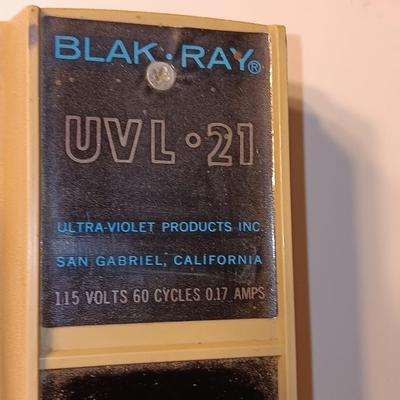 BLAK·RAY®
UVL·21
ULTRA-VIOLET PRODUCTS INC.
SAN GABRIEL, CALIFORNIA
115 VOLTS 60 CYCLES 0.17 AMPS